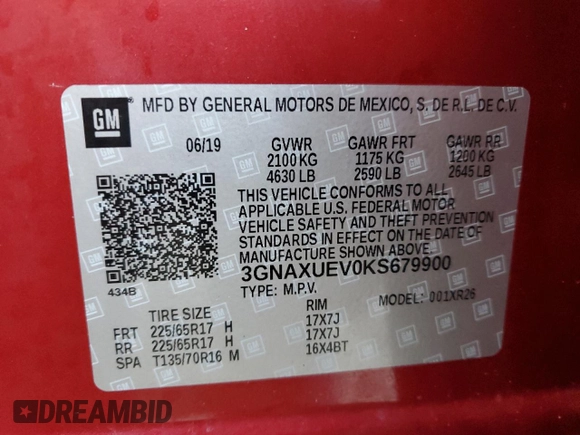 GM
MFD BY GENERAL MOTORS DE MEXICO, S. DE R.L. DE C.V.
06/19 GVWR GAWR FRT GAWR RR
2100 KG 1175 KG 1200 KG
4630 LB 2590 LB 2645 LB
THIS VEHICLE CONFORMS TO ALL
APPLICABLE U.S. FEDERAL MOTOR
VEHICLE SAFETY AND THEFT PREVENTION
STANDARDS IN EFFECT ON THE DATE OF
MANUFACTURE SHOWN ABOVE.
3GNAXUEV0KS679900
434B
TYPE: M.P.V. MODEL: 001XR26
TIRE SIZE RIM
FRT 225/65R17 H 17X7J
RR 225/65R17 H 17X7J
SPA T135/70R16 M 16X4BT
DREAMBID